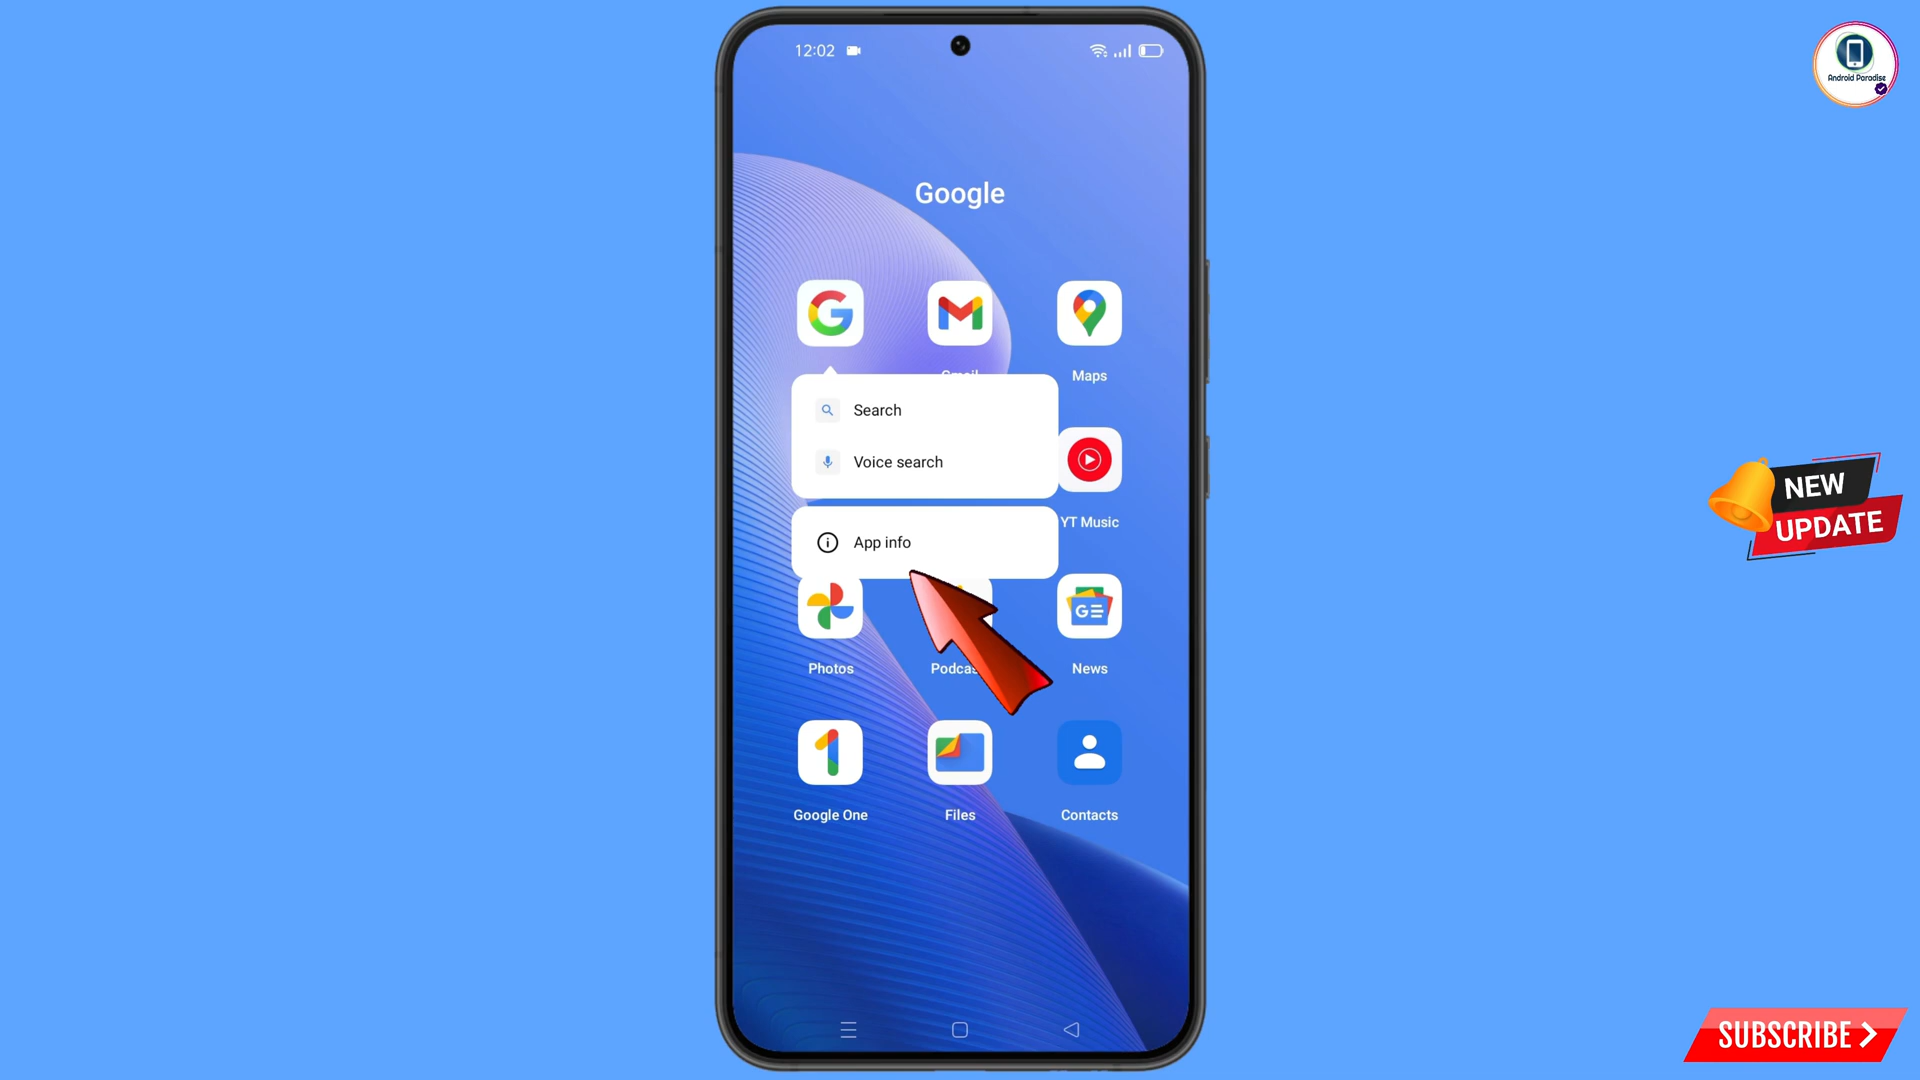 12:02
Android Paradise
Google
Gmail
Maps
Search
Voice search
YT Music
App info
Photos
News
Google One
Files
Contacts
NEW
UPDATE
SUBSCRIBE